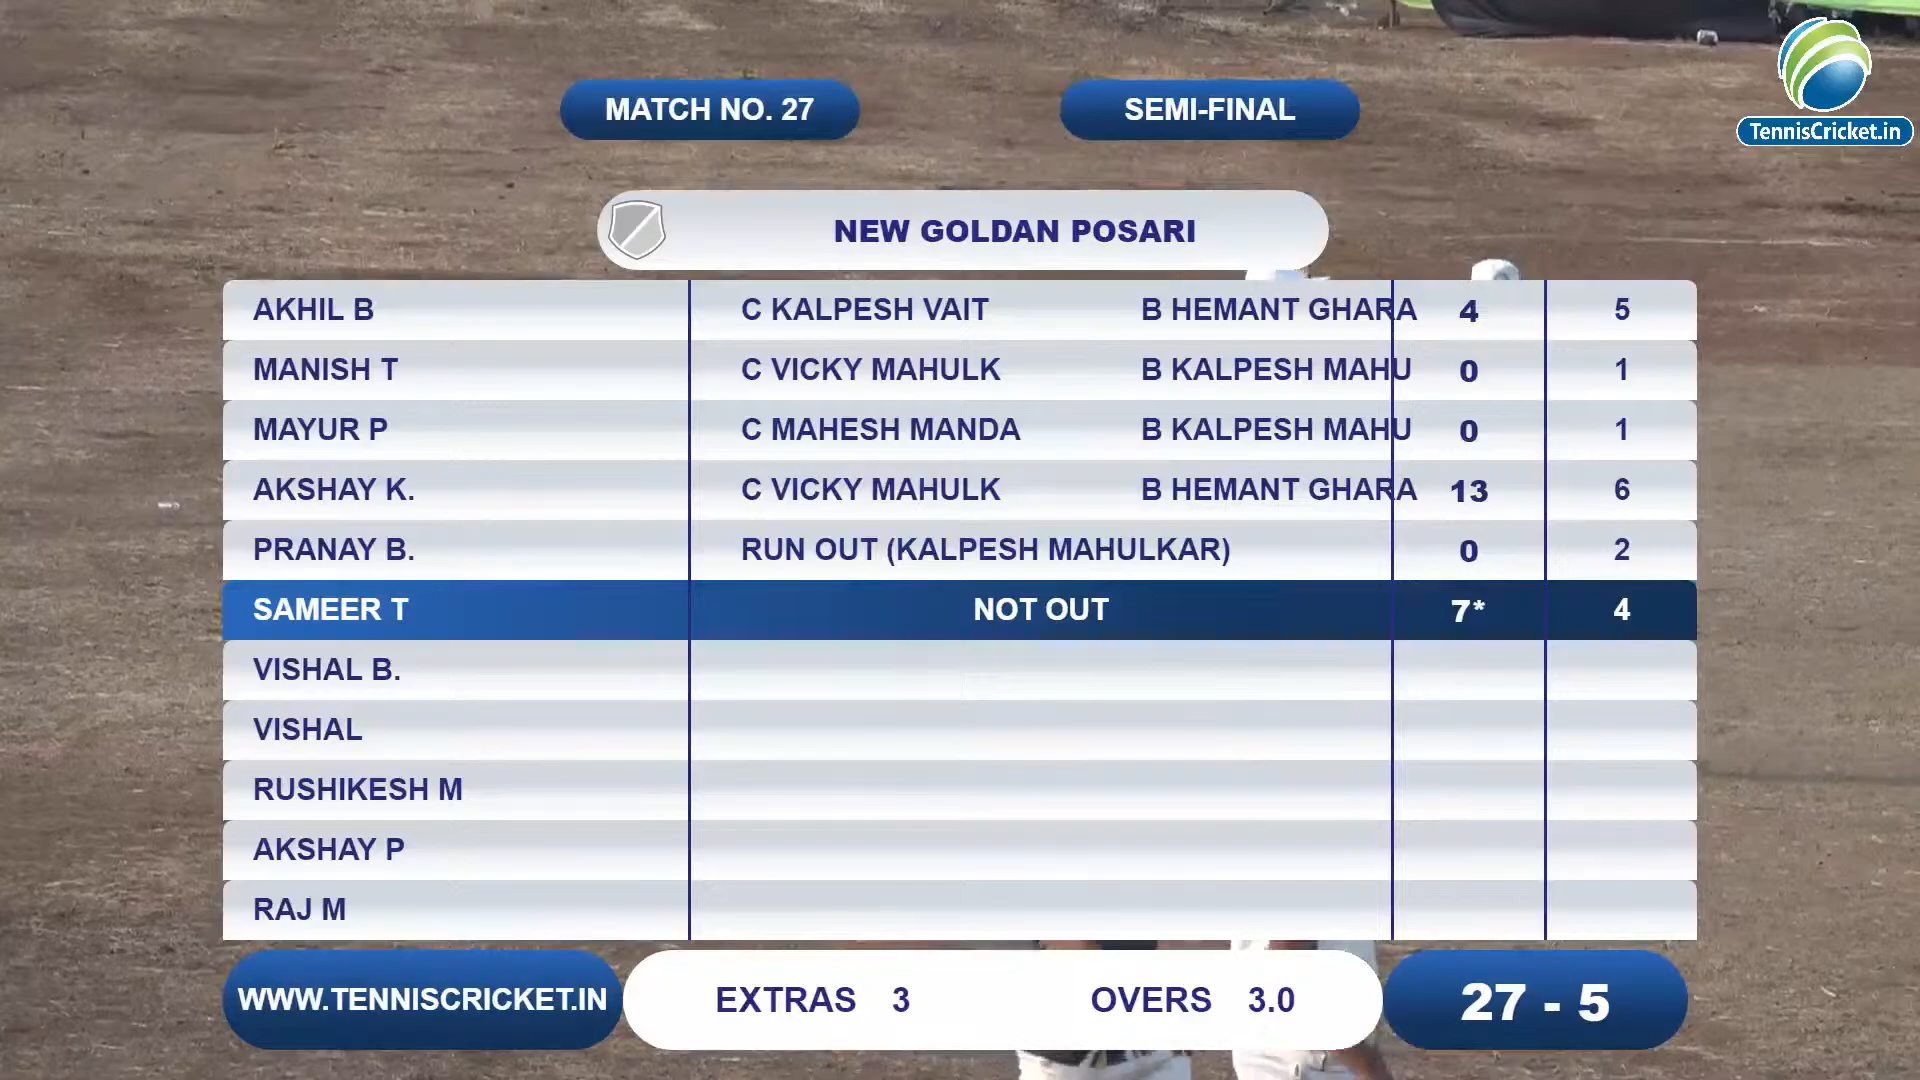 TennisCricket.in
MATCH NO. 27 SEMI-FINAL
NEW GOLDAN POSARI
AKHIL B C KALPESH VAIT B HEMANT GHARA 4 5
MANISH T C VICKY MAHULK B KALPESH MAHU 0 1
MAYUR P C MAHESH MANDA B KALPESH MAHU 0 1
AKSHAY K. C VICKY MAHULK B HEMANT GHARA 13 6
PRANAY B. RUN OUT (KALPESH MAHULKAR) 0 2
SAMEER T NOT OUT 7* 4
VISHAL B.
VISHAL
RUSHIKESH M
AKSHAY P
RAJ M
WWW.TENNISCRICKET.IN EXTRAS 3 OVERS 3.0 27 - 5